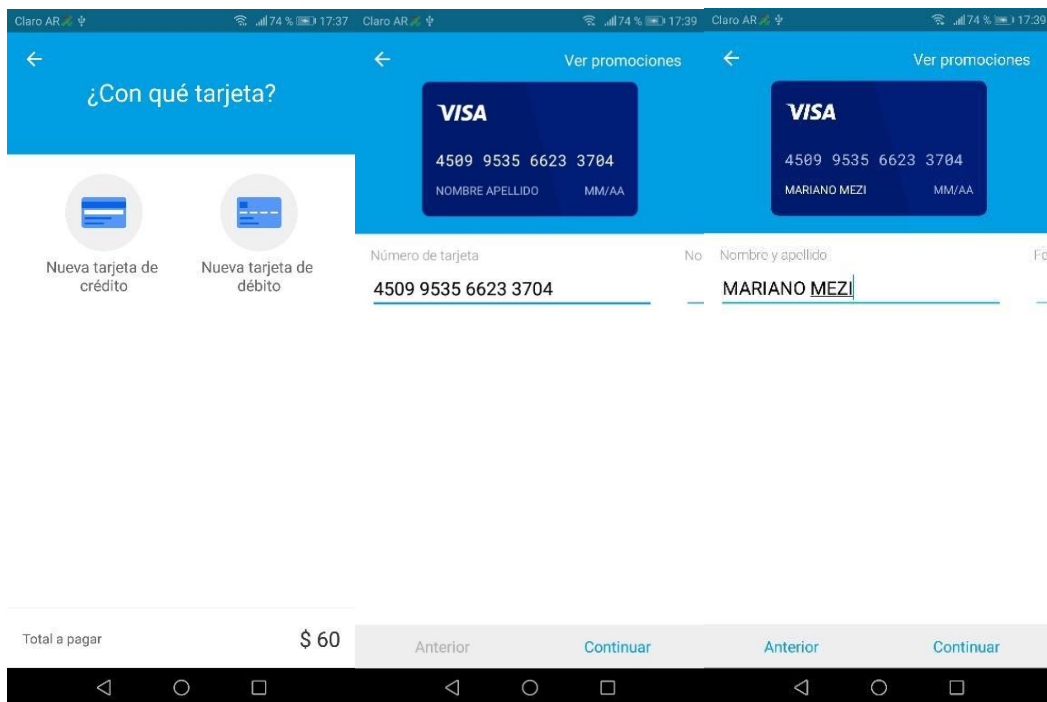 Claro AR 74 % 17:37
¿Con qué tarjeta?
Nueva tarjeta de
crédito
Nueva tarjeta de
débito
Total a pagar $ 60
Claro AR 74 % 17:39
Ver promociones
VISA
4509 9535 6623 3704
NOMBRE APELLIDO MM/AA
Número de tarjeta No
4509 9535 6623 3704
Anterior Continuar
Claro AR 74 % 17:39
Ver promociones
VISA
4509 9535 6623 3704
MARIANO MEZI MM/AA
Nombre y apellido Fe
MARIANO MEZI
Anterior Continuar